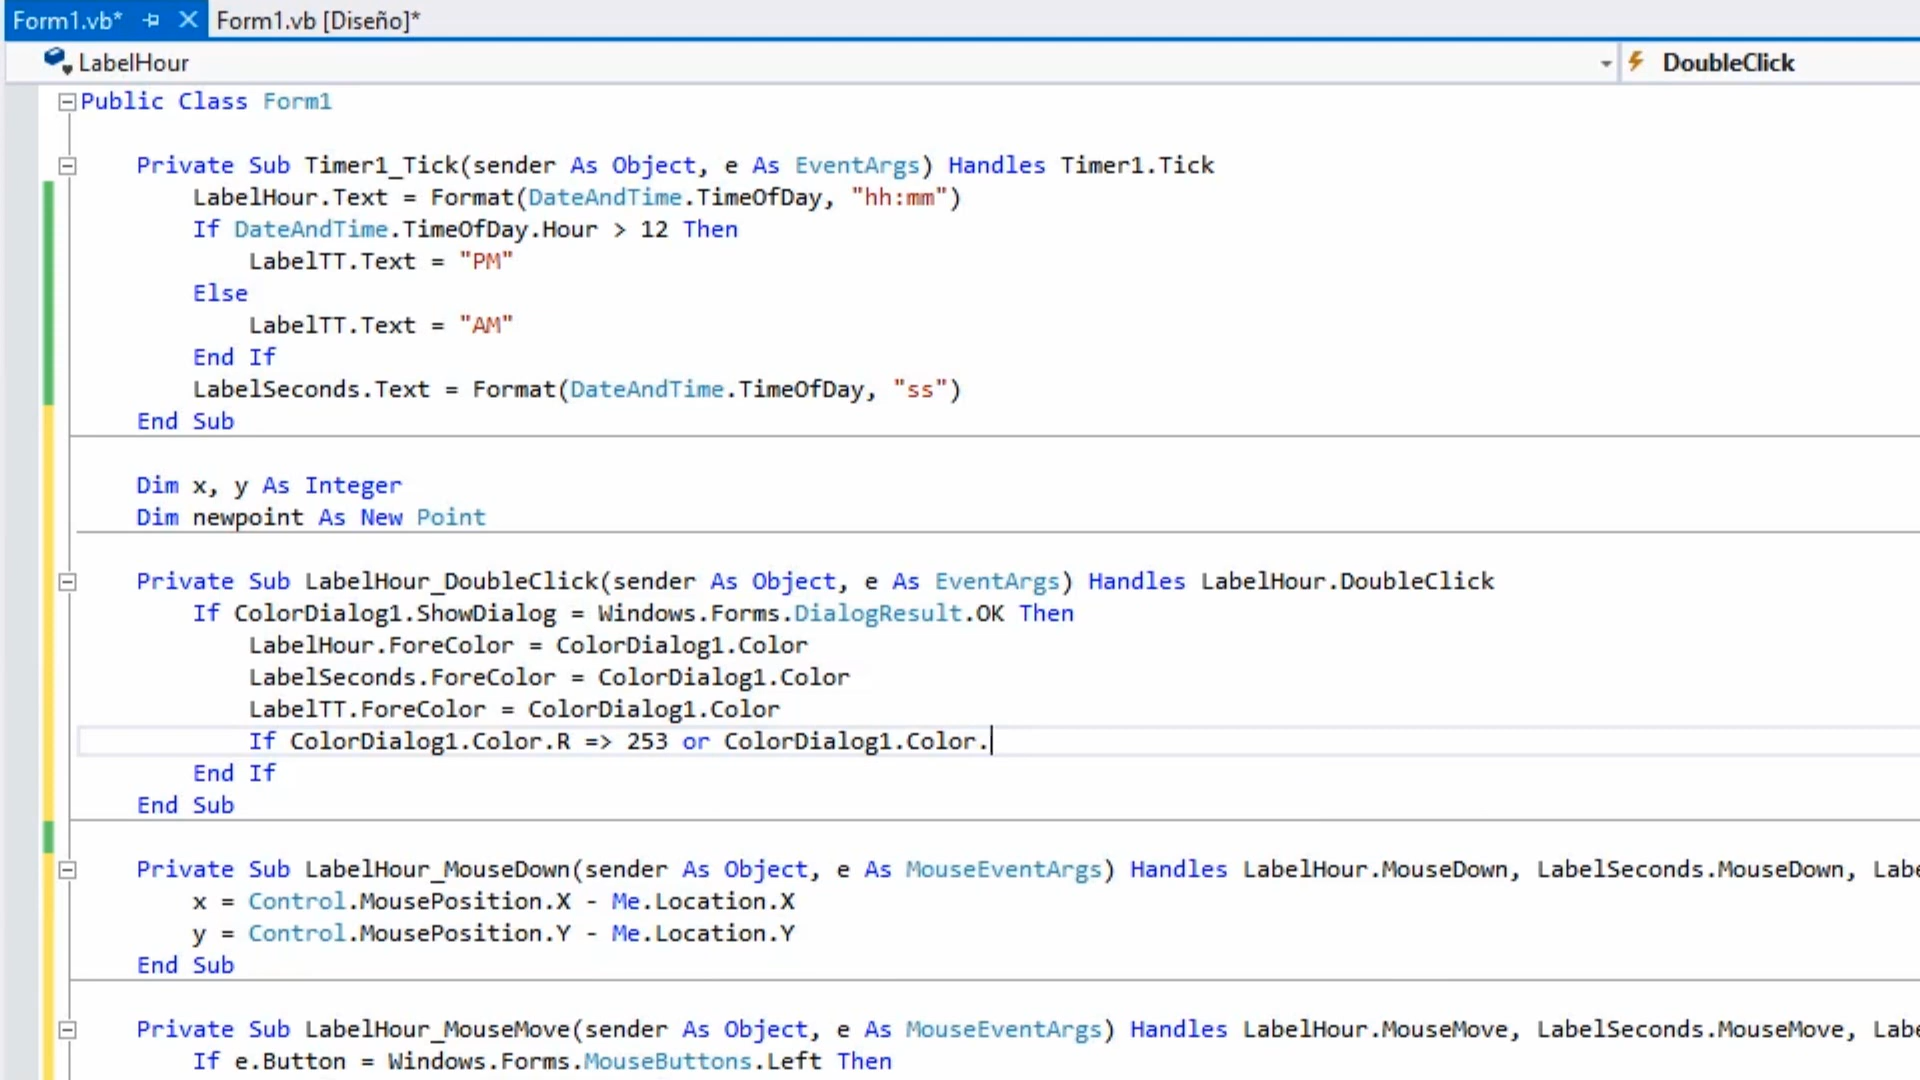 Form1.vb* Form1.vb [Diseño]*
LabelHour DoubleClick
Public Class Form1
Private Sub Timer1_Tick(sender As Object, e As EventArgs) Handles Timer1.Tick
LabelHour.Text = Format(DateAndTime.TimeOfDay, "hh:mm")
If DateAndTime.TimeOfDay.Hour > 12 Then
LabelTT.Text = "PM"
Else
LabelTT.Text = "AM"
End If
LabelSeconds.Text = Format(DateAndTime.TimeOfDay, "ss")
End Sub
Dim x, y As Integer
Dim newpoint As New Point
Private Sub LabelHour_DoubleClick(sender As Object, e As EventArgs) Handles LabelHour.DoubleClick
If ColorDialog1.ShowDialog = Windows.Forms.DialogResult.OK Then
LabelHour.ForeColor = ColorDialog1.Color
LabelSeconds.ForeColor = ColorDialog1.Color
LabelTT.ForeColor = ColorDialog1.Color
If ColorDialog1.Color.R => 253 or ColorDialog1.Color.
End If
End Sub
Private Sub LabelHour_MouseDown(sender As Object, e As MouseEventArgs) Handles LabelHour.MouseDown, LabelSeconds.MouseDown,
x = Control.MousePosition.X - Me.Location.X
y = Control.MousePosition.Y - Me.Location.Y
End Sub
Private Sub LabelHour_MouseMove(sender As Object, e As MouseEventArgs) Handles LabelHour.MouseMove, LabelSeconds.MouseMove,
If e.Button = Windows.Forms.MouseButtons.Left Then